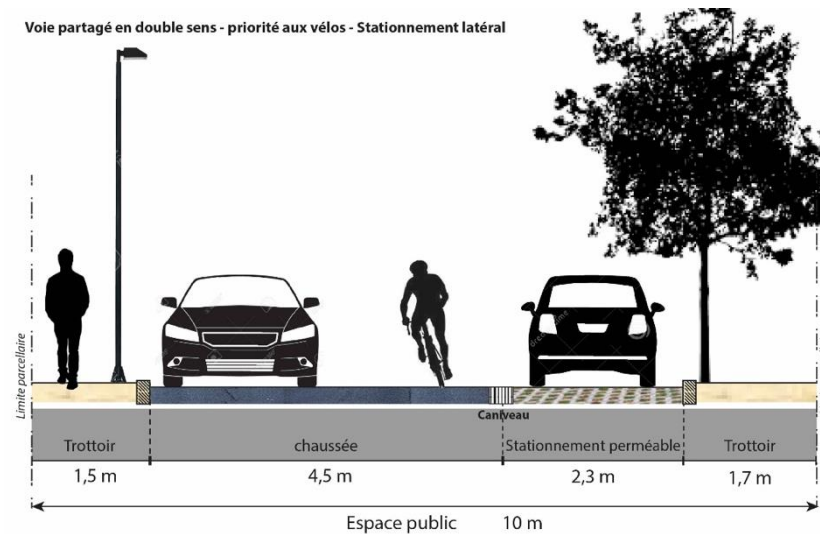 Voie partagé en double sens - priorité aux vélos - Stationnement latéral
Limite parcellaire
Caniveau
Trottoir chaussée Stationnement perméable Trottoir
1,5 m 4,5 m 2,3 m 1,7 m
Espace public 10 m